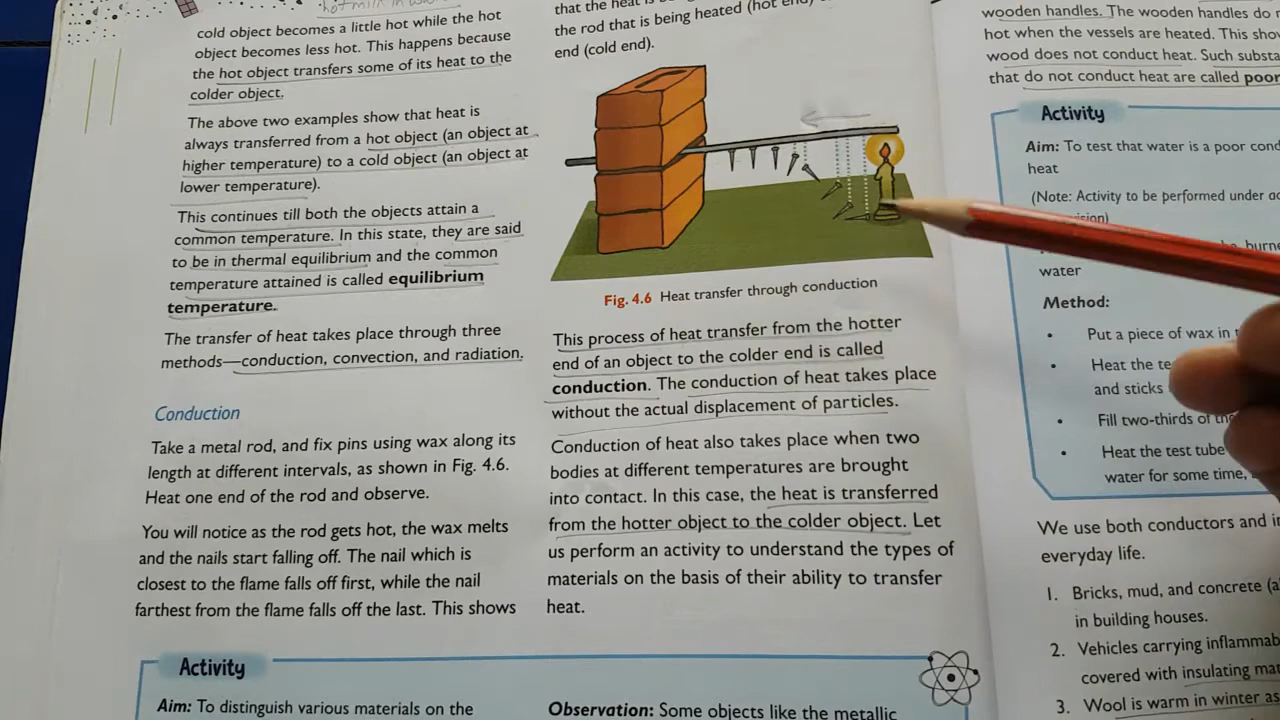 hot milk in
cold object becomes a little hot while the hot
object becomes less hot. This happens because
the hot object transfers some of its heat to the
colder object.
The above two examples show that heat is
always transferred from a hot object (an object at
higher temperature) to a cold object (an object at
lower temperature).
This continues till both the objects attain a
common temperature. In this state, they are said
to be in thermal equilibrium and the common
temperature attained is called equilibrium
temperature.
The transfer of heat takes place through three
methods—conduction, convection, and radiation.
Conduction
Take a metal rod, and fix pins using wax along its
length at different intervals, as shown in Fig. 4.6.
Heat one end of the rod and observe.
You will notice as the rod gets hot, the wax melts
and the nails start falling off. The nail which is
closest to the flame falls off first, while the nail
farthest from the flame falls off the last. This shows
that the heat is
the rod that is being heated (hot end)
end (cold end).
Fig. 4.6 Heat transfer through conduction
This process of heat transfer from the hotter
end of an object to the colder end is called
conduction. The conduction of heat takes place
without the actual displacement of particles.
Conduction of heat also takes place when two
bodies at different temperatures are brought
into contact. In this case, the heat is transferred
from the hotter object to the colder object. Let
us perform an activity to understand the types of
materials on the basis of their ability to transfer
heat.
Activity
Aim: To distinguish various materials on the
Observation: Some objects like the metallic
wooden handles. The wooden handles do
hot when the vessels are heated. This
wood does not conduct heat. Such
that do not conduct heat are called poor
Activity
Aim: To test that water is a poor
heat
(Note: Activity to be performed under
water
Method:
• Put a piece of wax in
• Heat the
and sticks
• Fill two-thirds of
• Heat the test tube
water for some time,
We use both conductors and
everyday life.
1. Bricks, mud, and concrete
in building houses.
2. Vehicles carrying
covered with insulating
3. Wool is warm in winter as